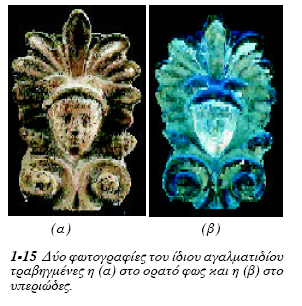 (α) (β)
1-15 Δύο φωτογραφίες του ίδιου αγαλματιδίου
τραβηγμένες η (α) στο ορατό φως και η (β) στο
υπεριώδες.